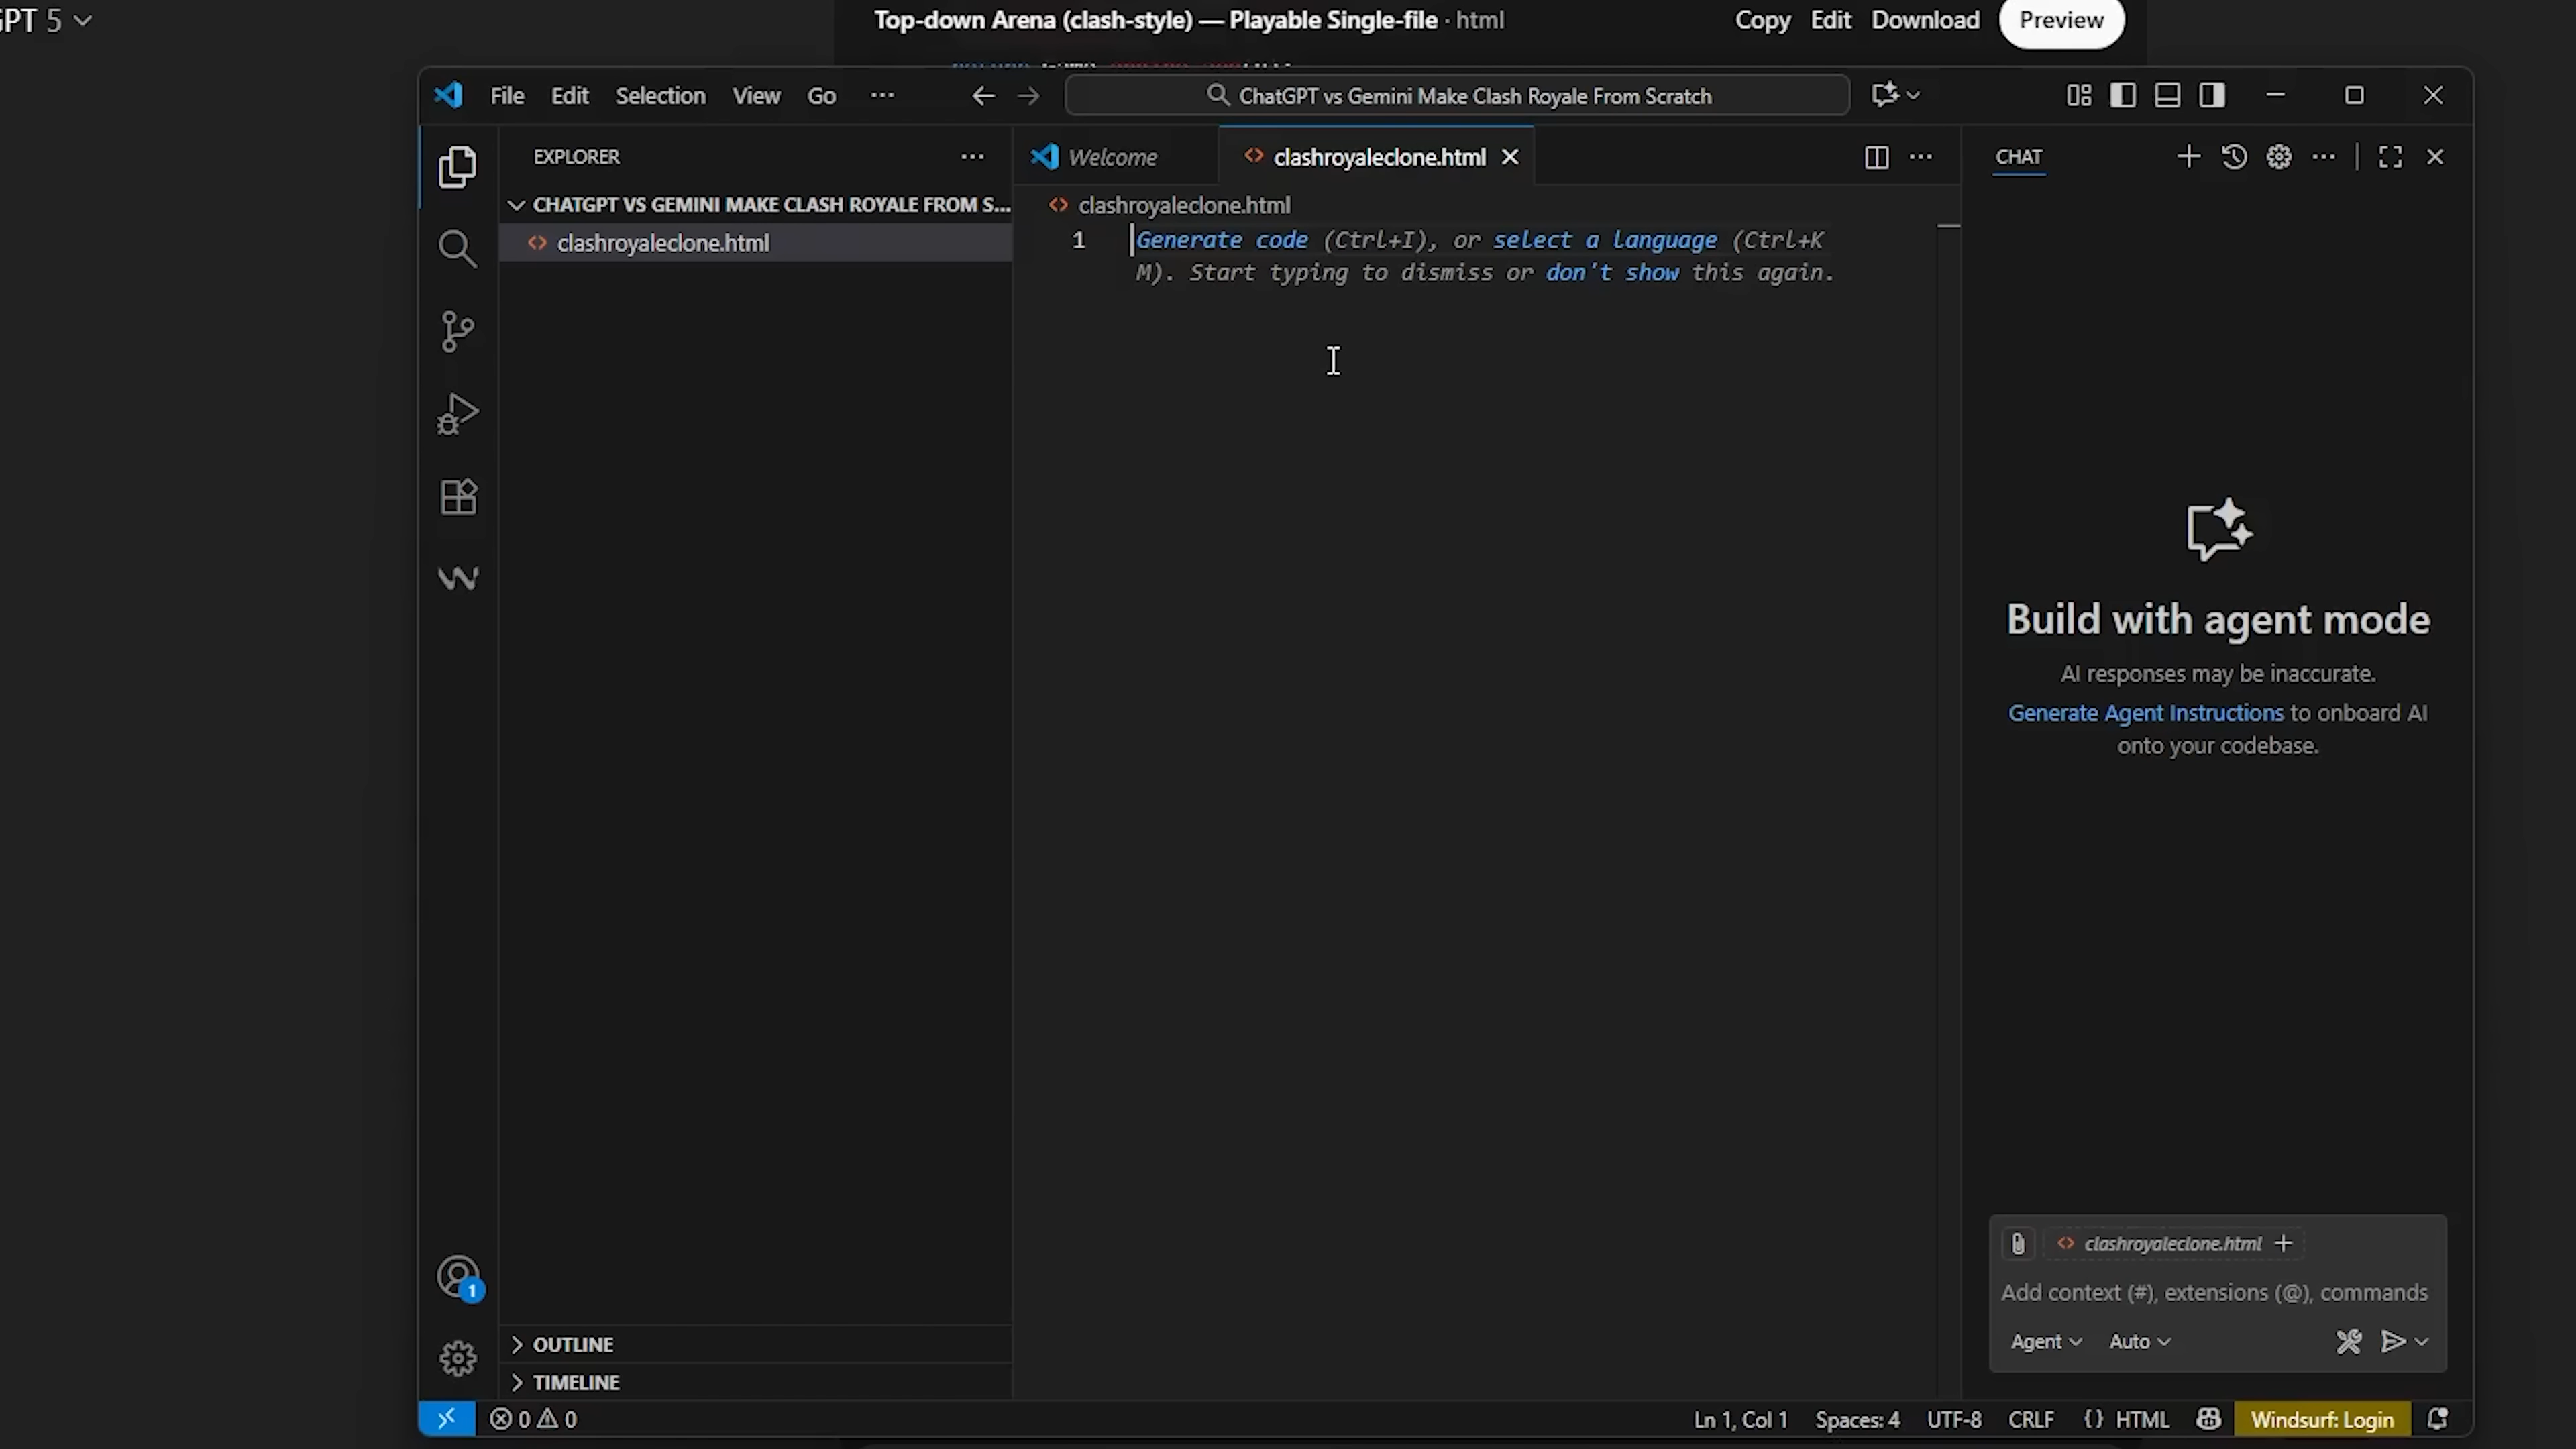 GPT 5
Top-down Arena (clash-style) — Playable Single-file · html
Copy Edit Download Preview
File Edit Selection View Go ···
ChatGPT vs Gemini Make Clash Royale From Scratch
EXPLORER
Welcome
clashroyaleclone.html
CHAT
CHATGPT VS GEMINI MAKE CLASH ROYALE FROM S...
clashroyaleclone.html
clashroyaleclone.html
1
Generate code (Ctrl+I), or select a language (Ctrl+K
M). Start typing to dismiss or don't show this again.
Build with agent mode
AI responses may be inaccurate.
Generate Agent Instructions to onboard AI
onto your codebase.
clashroyaleclone.html
Add context (#), extensions (@), commands
Agent Auto
1
OUTLINE
TIMELINE
0 0
Ln 1, Col 1 Spaces: 4 UTF-8 CRLF {} HTML Windsurf: Login